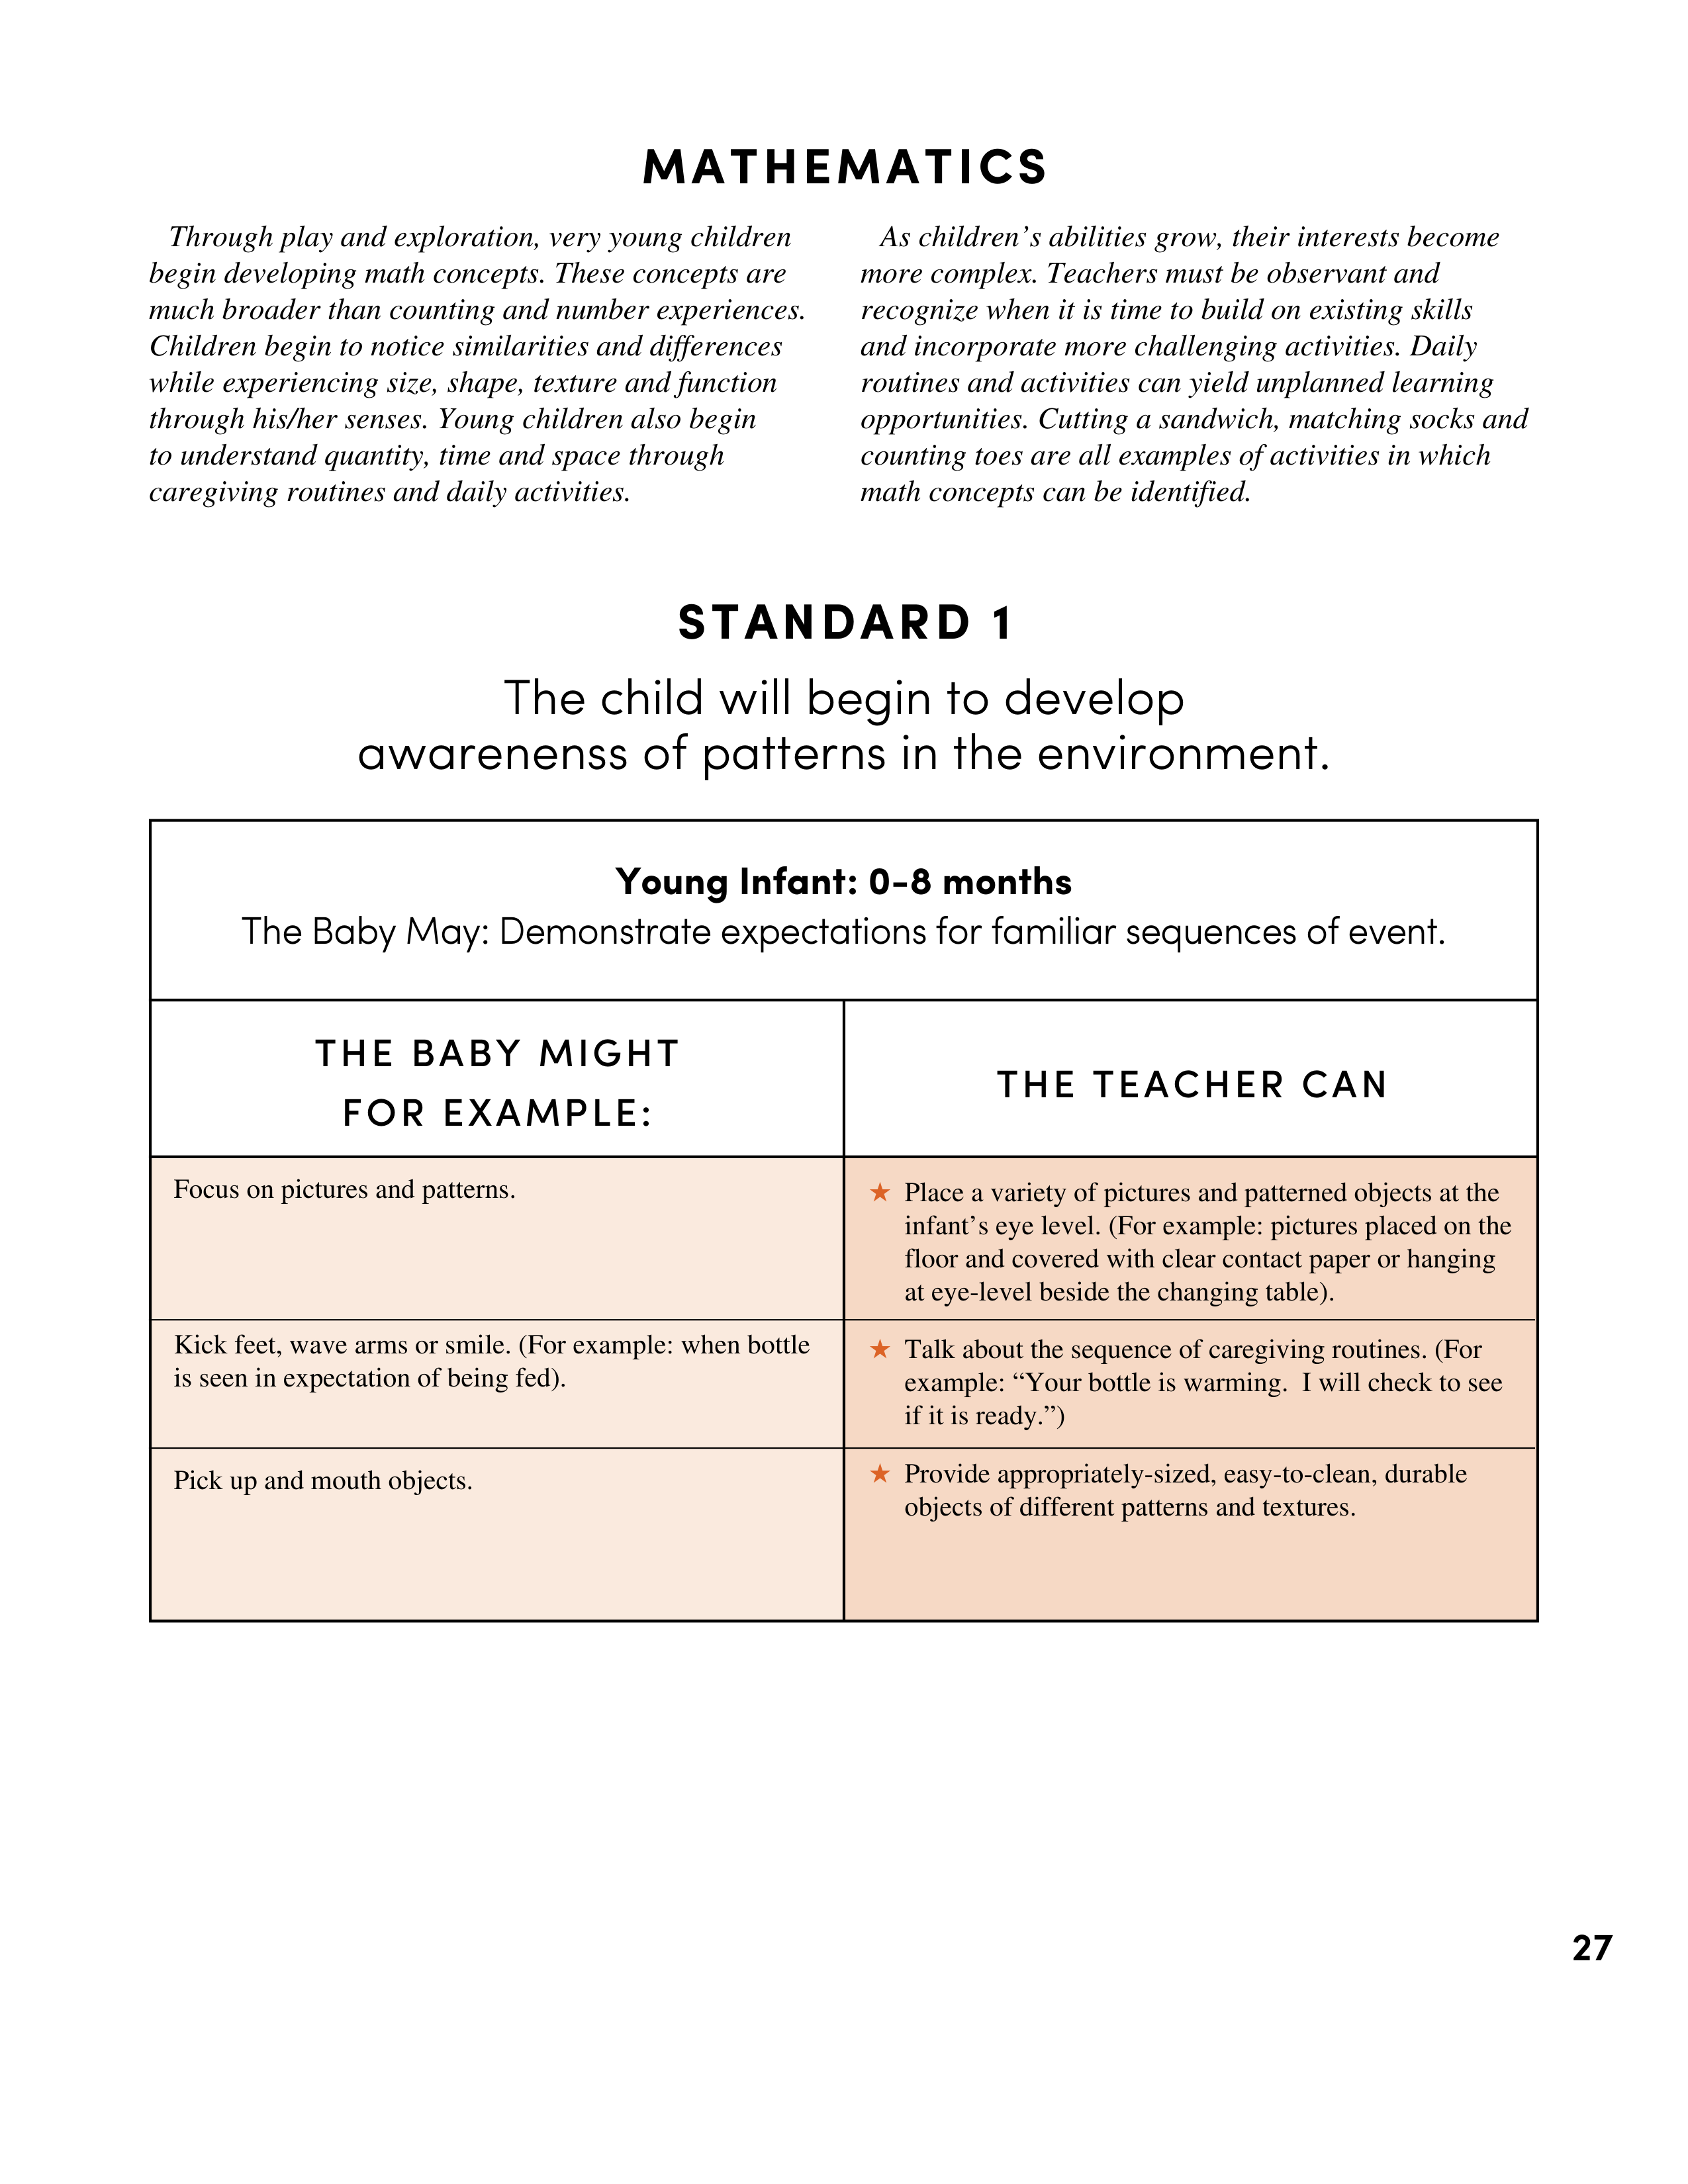 MATHEMATICS
Through play and exploration, very young children
begin developing math concepts. These concepts are
much broader than counting and number experiences.
Children begin to notice similarities and differences
while experiencing size, shape, texture and function
through his/her senses. Young children also begin
to understand quantity, time and space through
caregiving routines and daily activities.
As children’s abilities grow, their interests become
more complex. Teachers must be observant and
recognize when it is time to build on existing skills
and incorporate more challenging activities. Daily
routines and activities can yield unplanned learning
opportunities. Cutting a sandwich, matching socks and
counting toes are all examples of activities in which
math concepts can be identified.
STANDARD 1
The child will begin to develop
awarenenss of patterns in the environment.
Young Infant: 0-8 months
The Baby May: Demonstrate expectations for familiar sequences of event.
THE BABY MIGHT
FOR EXAMPLE:
THE TEACHER CAN
Focus on pictures and patterns.
★ Place a variety of pictures and patterned objects at the
infant’s eye level. (For example: pictures placed on the
floor and covered with clear contact paper or hanging
at eye-level beside the changing table).
Kick feet, wave arms or smile. (For example: when bottle
is seen in expectation of being fed).
★ Talk about the sequence of caregiving routines. (For
example: “Your bottle is warming.  I will check to see
if it is ready.”)
Pick up and mouth objects.
★ Provide appropriately-sized, easy-to-clean, durable
objects of different patterns and textures.
27